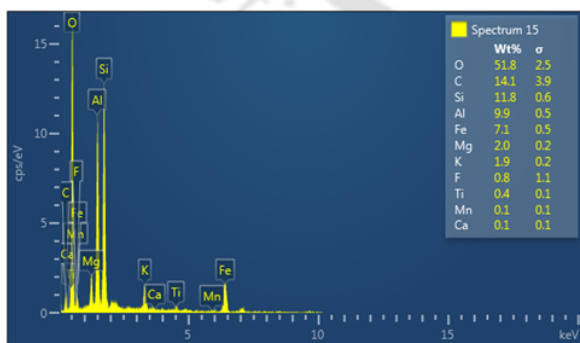 Spectrum 15
Wt% σ
O 51.8 2.5
C 14.1 3.9
Si 11.8 0.6
Al 9.9 0.5
Fe 7.1 0.5
Mg 2.0 0.2
K 1.9 0.2
F 0.8 1.1
Ti 0.4 0.1
Mn 0.1 0.1
Ca 0.1 0.1
cps/eV
15
10
5
0
O
Si
Al
F
C
Fe
Mn
Ca
Ti
Mg
K
Ca
Ti
Mn
Fe
5
10
15
keV